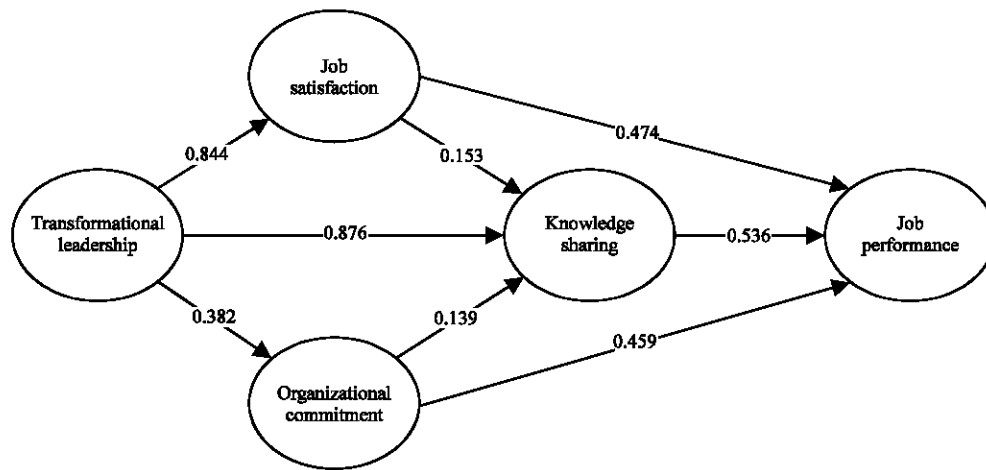 Job
satisfaction
0.474
0.844
0.153
Transformational
leadership
0.876
Knowledge
sharing
0.536
Job
performance
0.382
0.139
0.459
Organizational
commitment